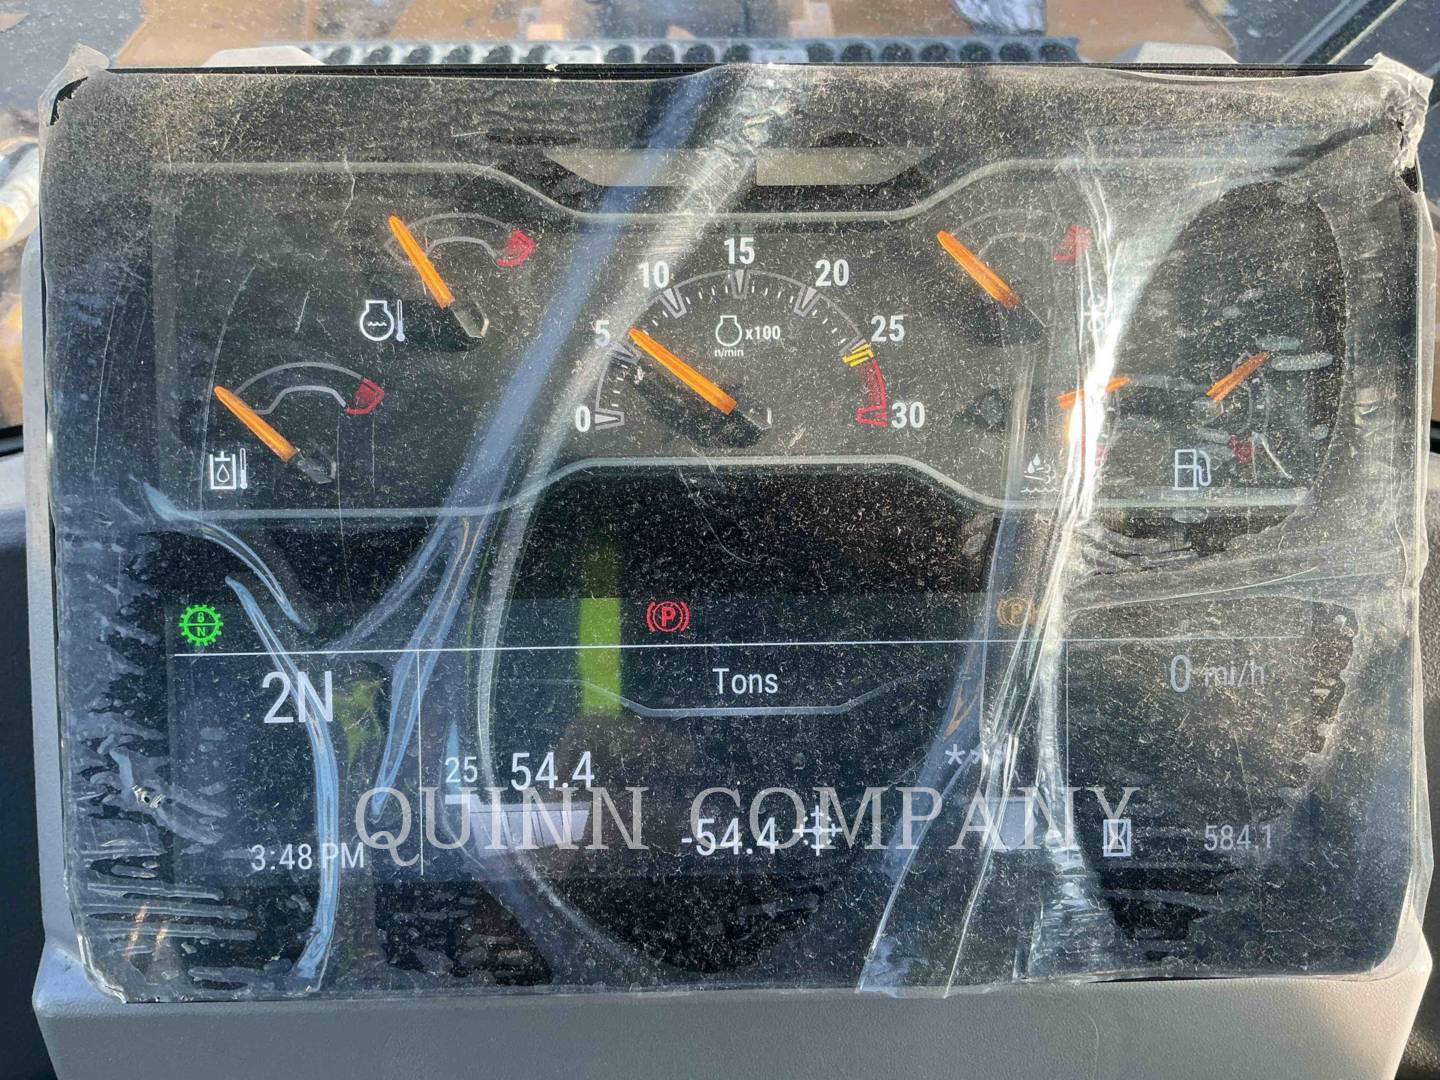 15
10 20
5 25
x100
n/min
0 30
B
N
P
P
2N
Tons
0 mi/h
25 54.4
***
-54.4
3:48 PM
584.1
QUINN COMPANY